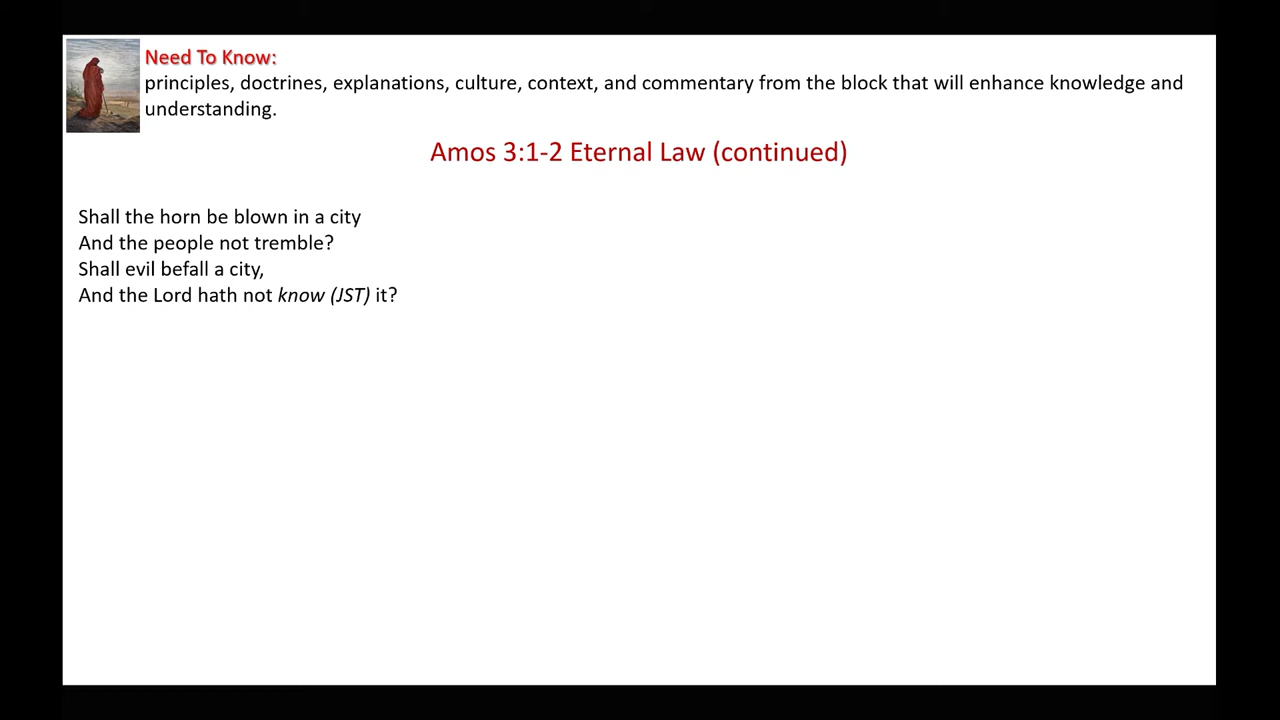 Need To Know:
principles, doctrines, explanations, culture, context, and commentary from the block that will enhance knowledge and
understanding.
Amos 3:1-2 Eternal Law (continued)
Shall the horn be blown in a city
And the people not tremble?
Shall evil befall a city,
And the Lord hath not know (JST) it?